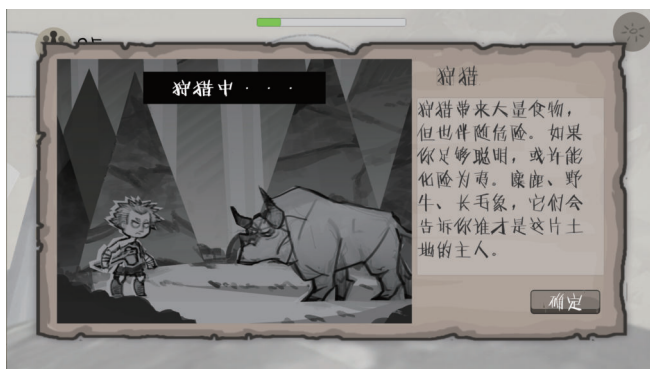 狩猎中 · · ·
狩猎
狩猎带来大量食物，
但也伴随危险。如果
你足够聪明，或许能
化险为夷。麋鹿、野
牛、长毛象，它们会
告诉你谁才是这片土
地的主人。
确定